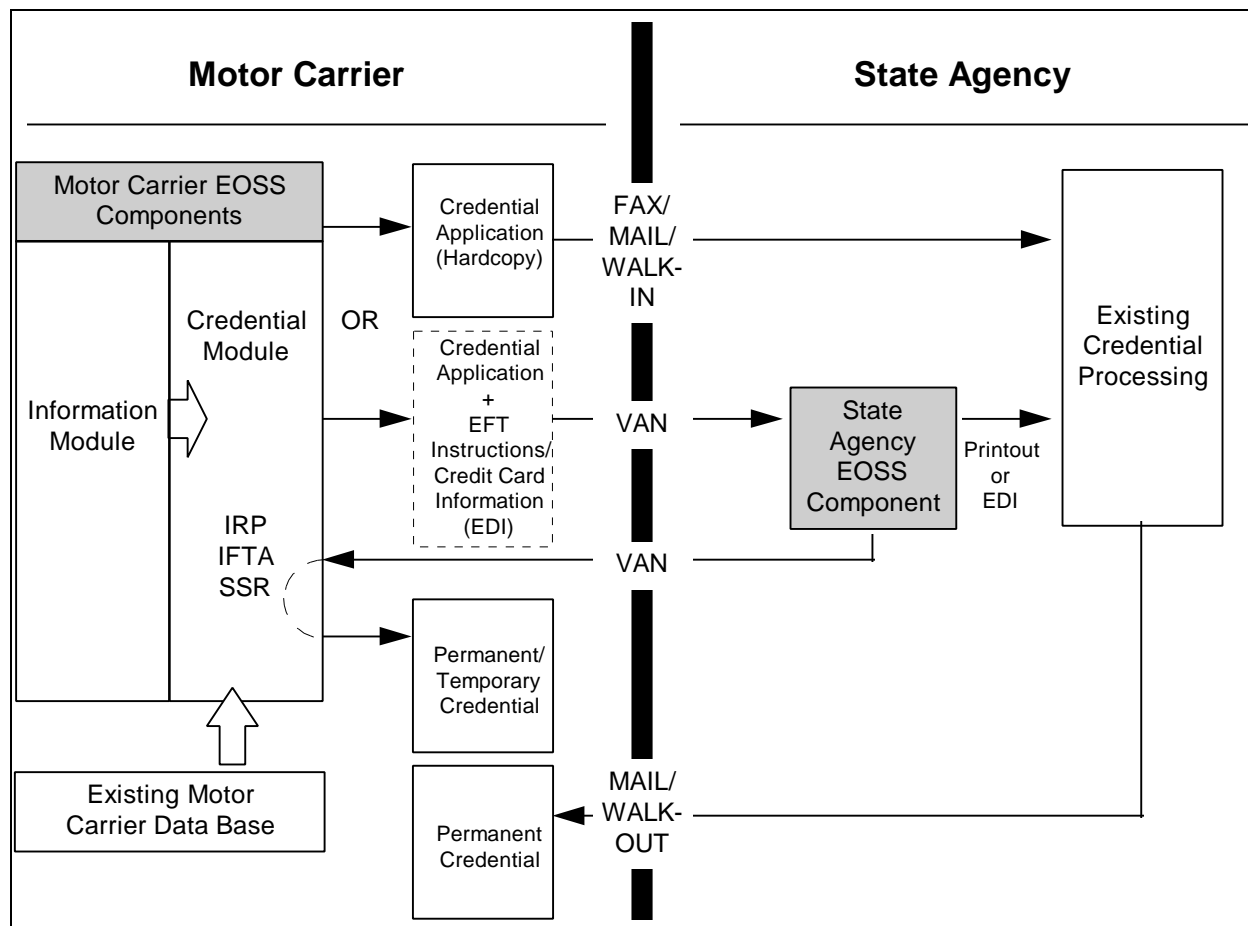 Motor Carrier
State Agency
Motor Carrier EOSS
Components
Information
Module
Credential
Module
IRP
IFTA
SSR
OR
Existing Motor
Carrier Data Base
Credential
Application
(Hardcopy)
FAX/
MAIL/
WALK-
IN
Credential
Application
+
EFT
Instructions/
Credit Card
Information
(EDI)
VAN
State
Agency
EOSS
Component
Printout
or
EDI
Existing
Credential
Processing
VAN
Permanent/
Temporary
Credential
MAIL/
WALK-
OUT
Permanent
Credential